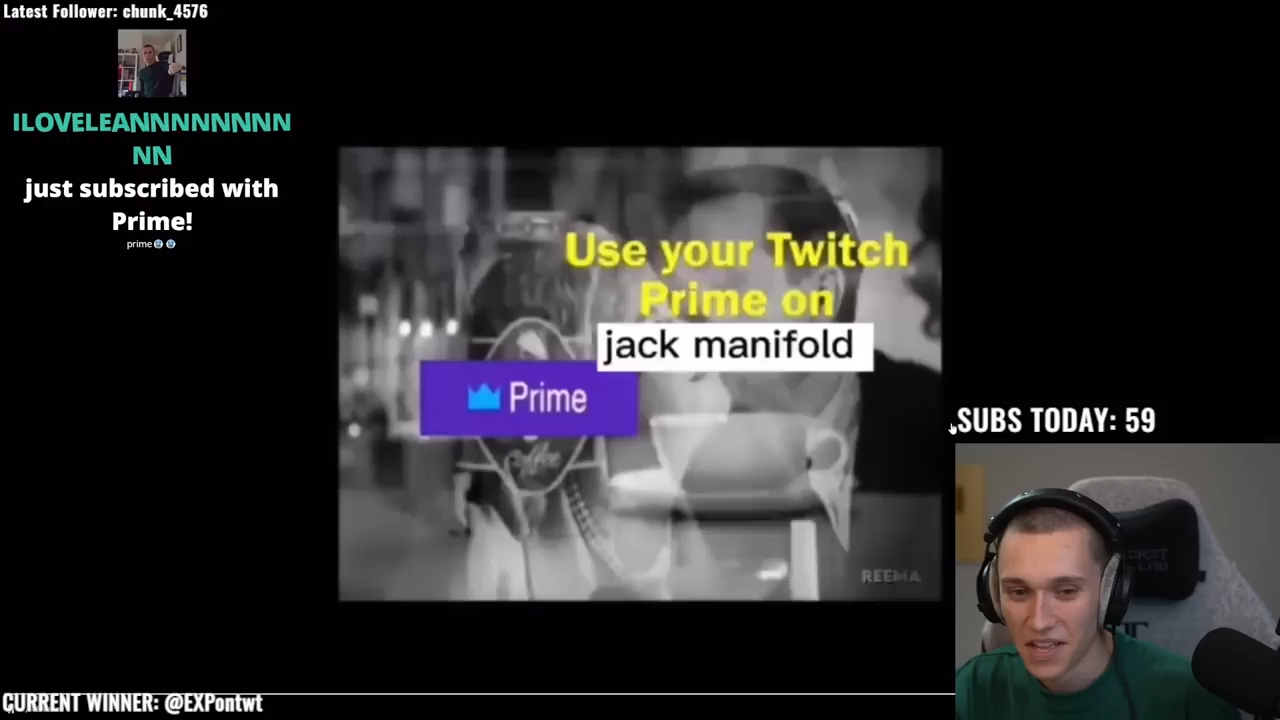 Latest Follower: chunk_4576
ILOVELEANNNNNNNN
NN
just subscribed with
Prime!
prime
Use your Twitch
Prime on
jack manifold
Prime
coffee
REEMA
SUBS TODAY: 59
CURRENT WINNER: @EXPontwt